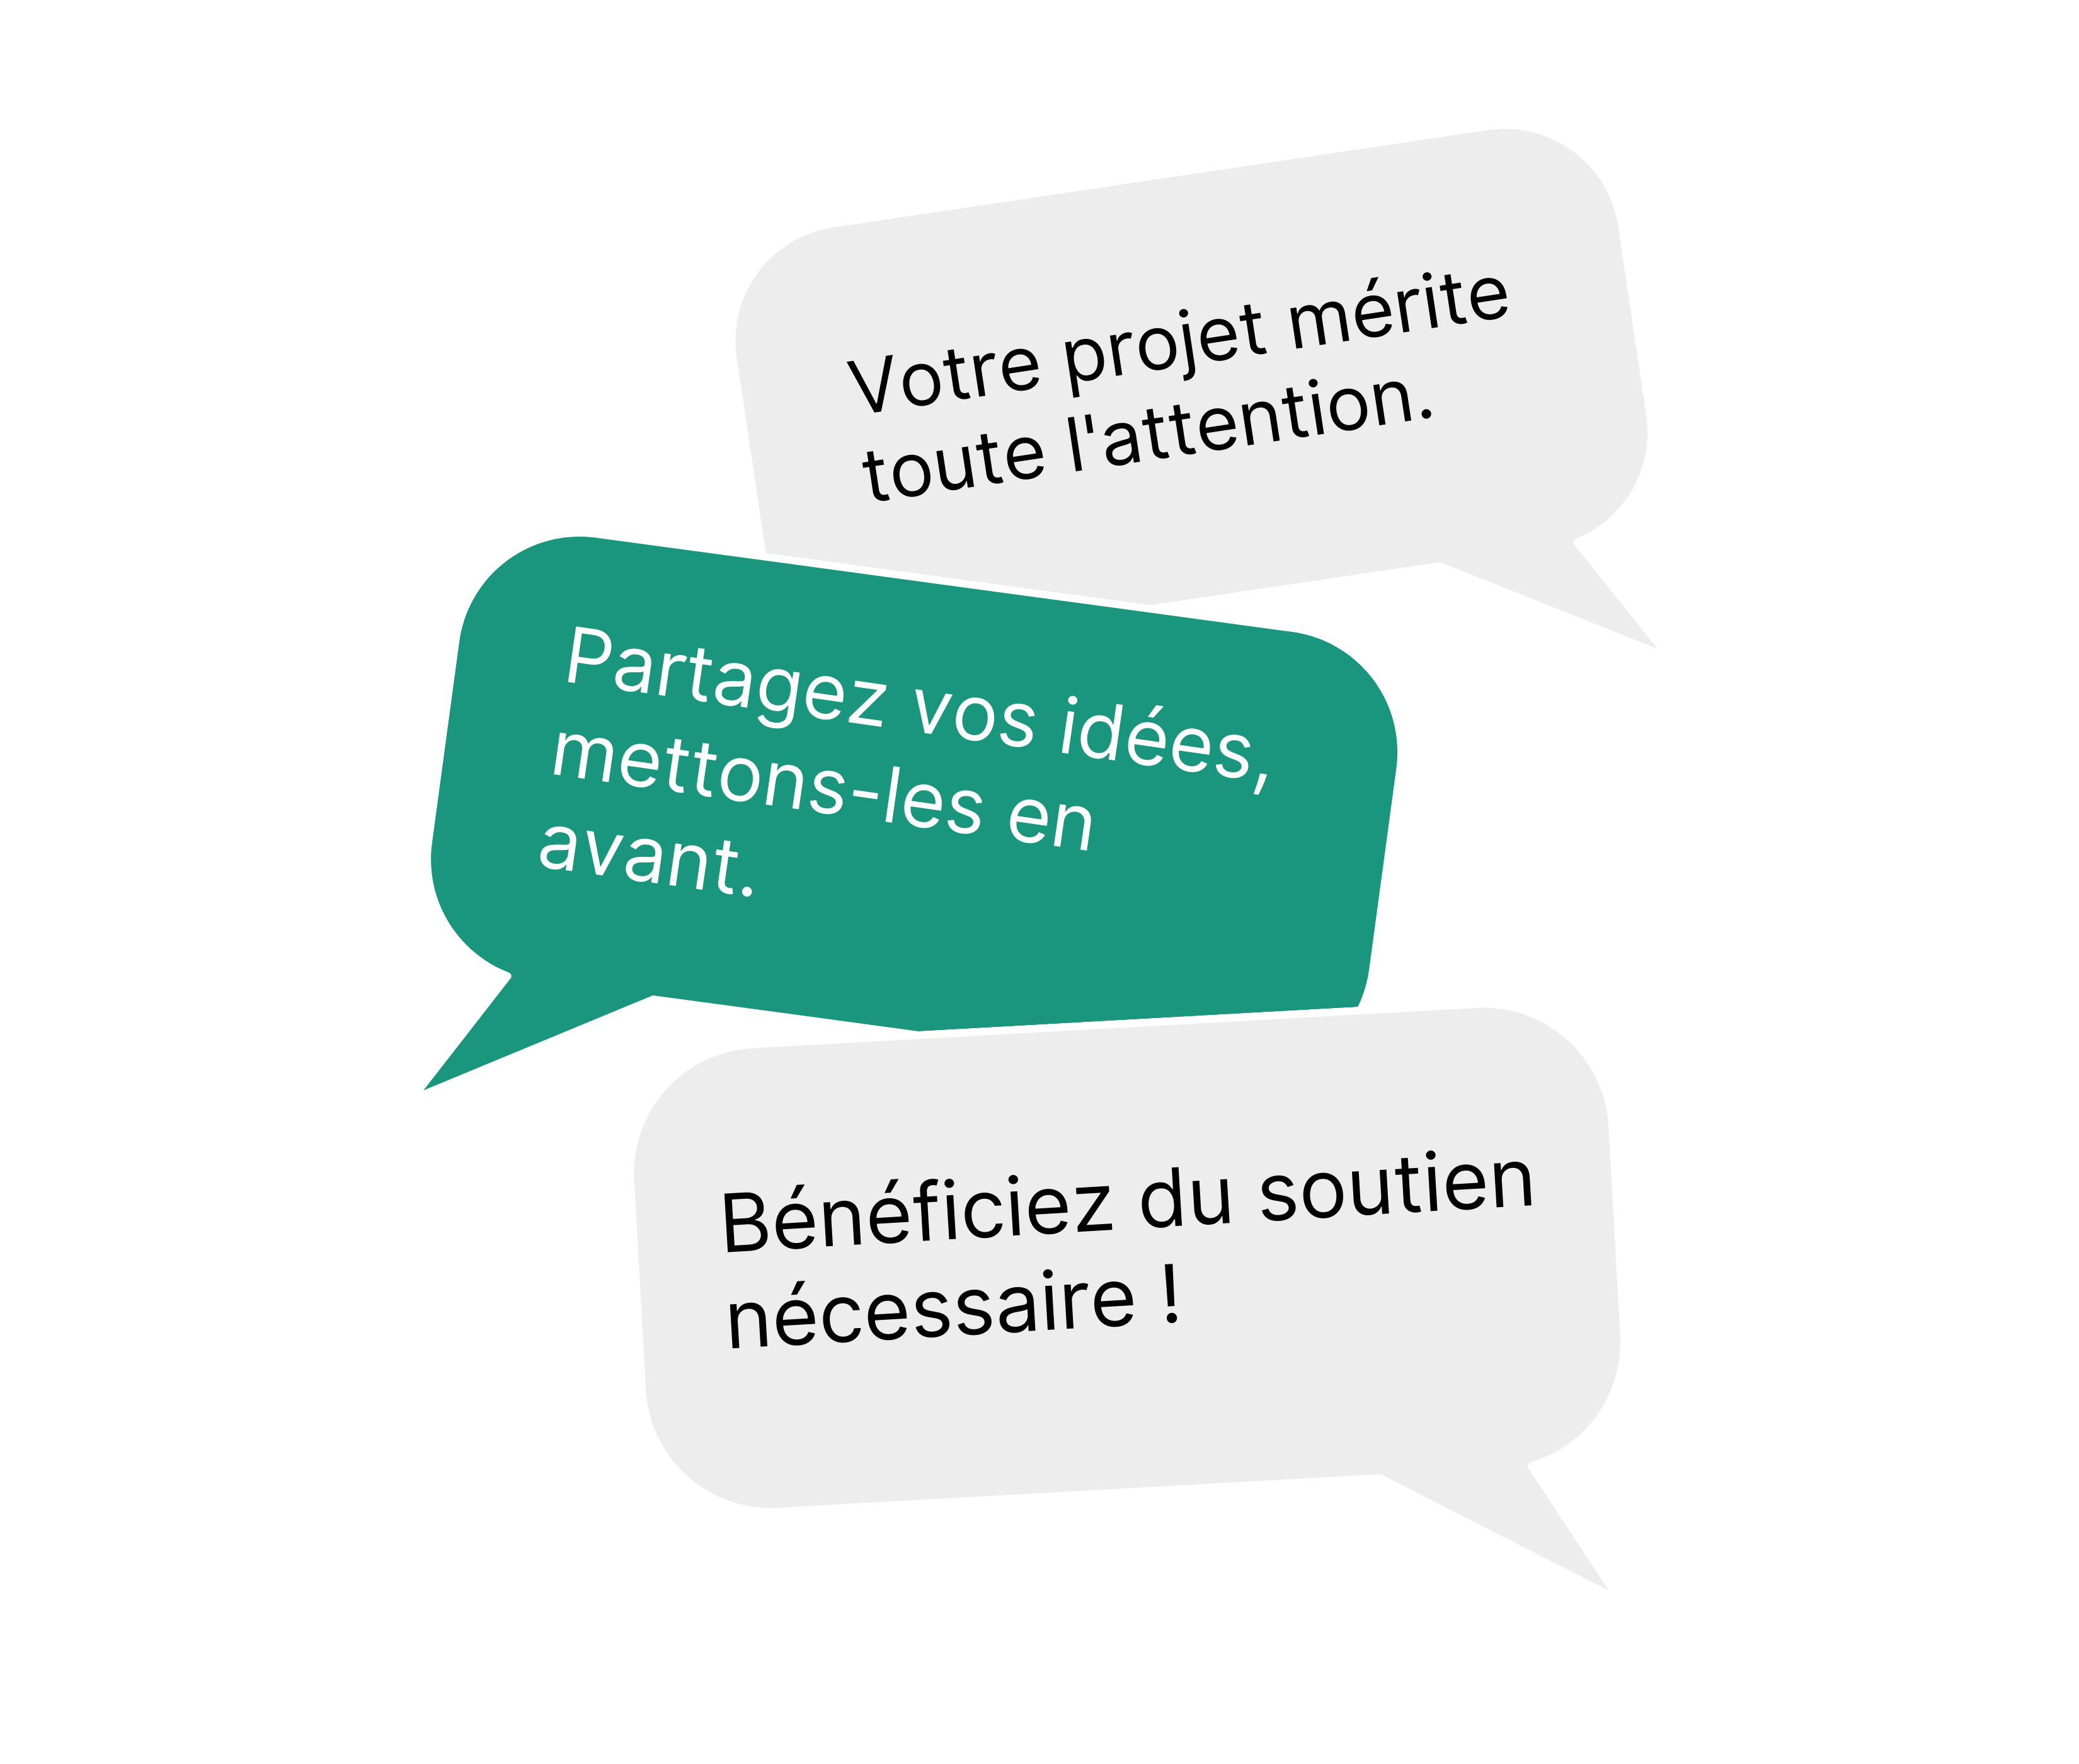 Votre projet mérite
toute l'attention.
Partagez vos idées,
mettons-les en
avant.
Bénéficiez du soutien
nécessaire !